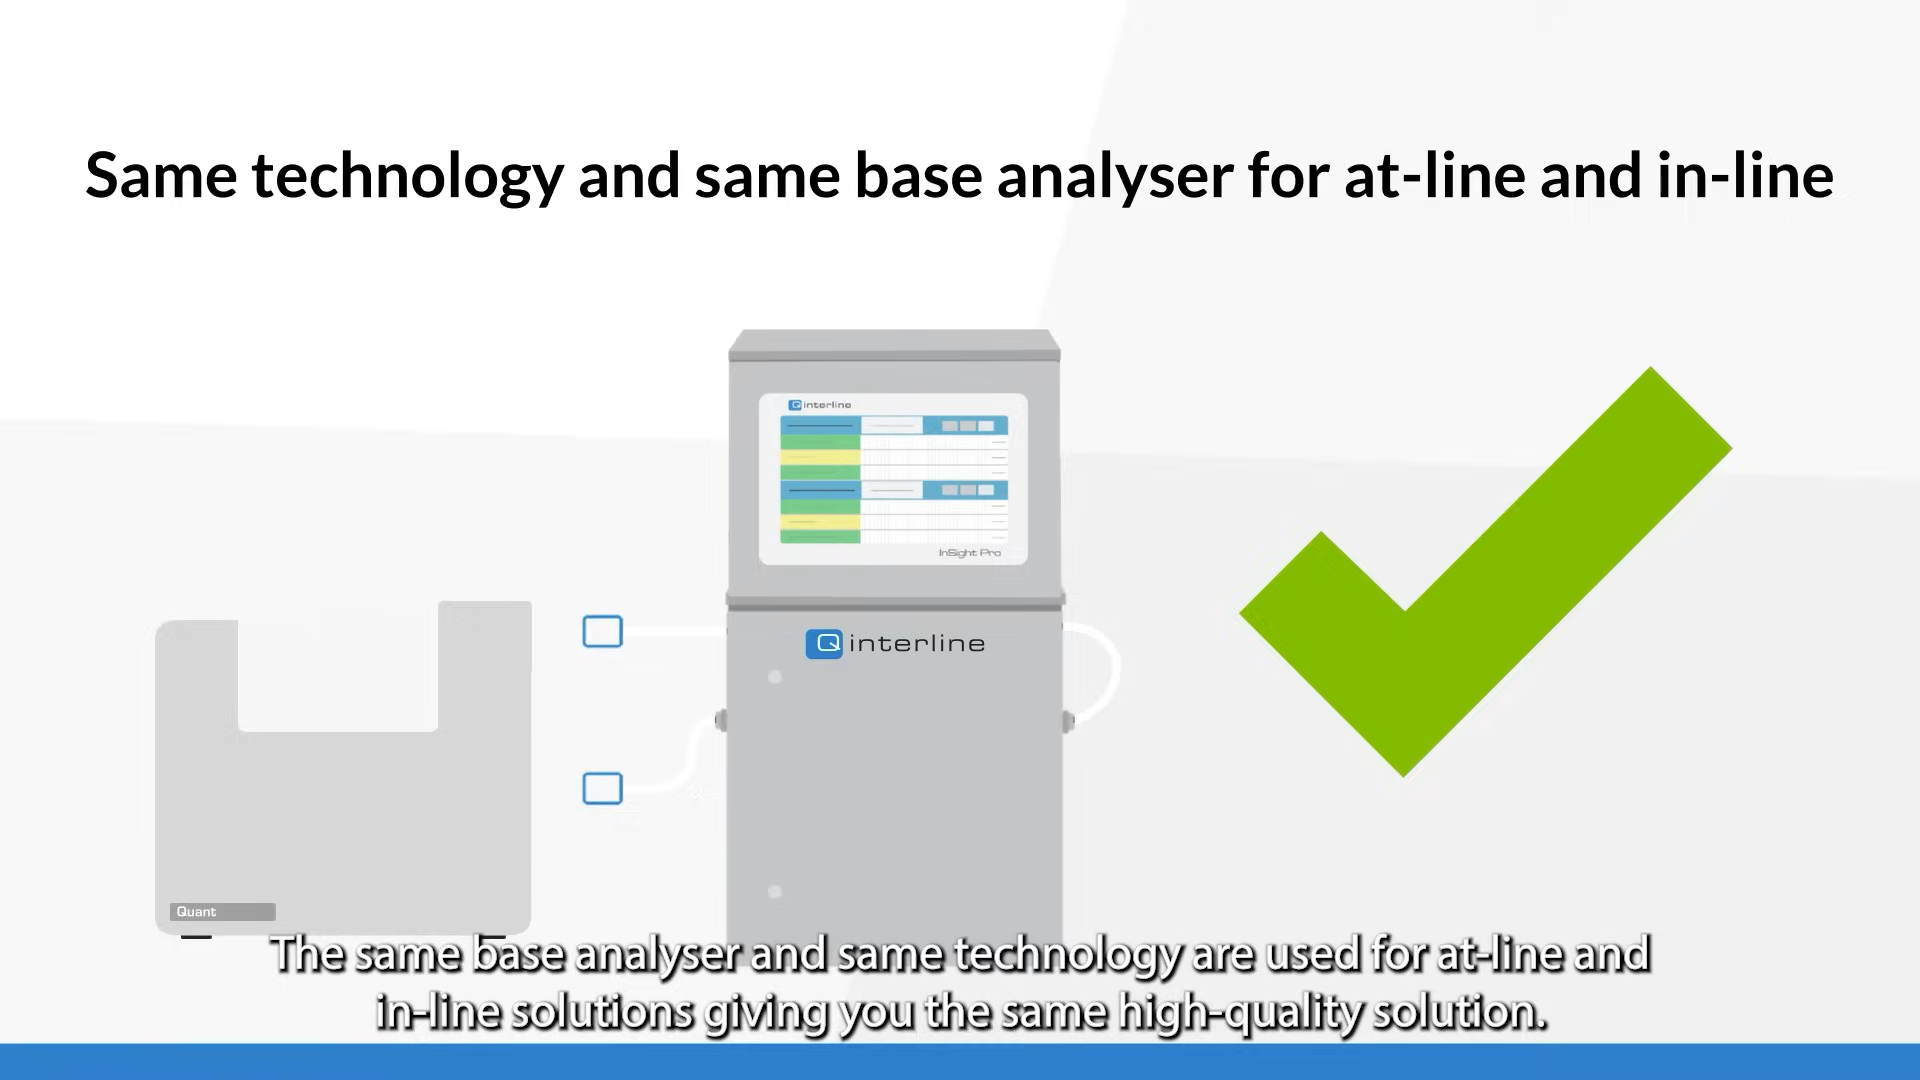 Same technology and same base analyser for at-line and in-line
Q interline
InSight Pro
Q interline
Quant
The same base analyser and same technology are used for at-line and
in-line solutions giving you the same high-quality solution.